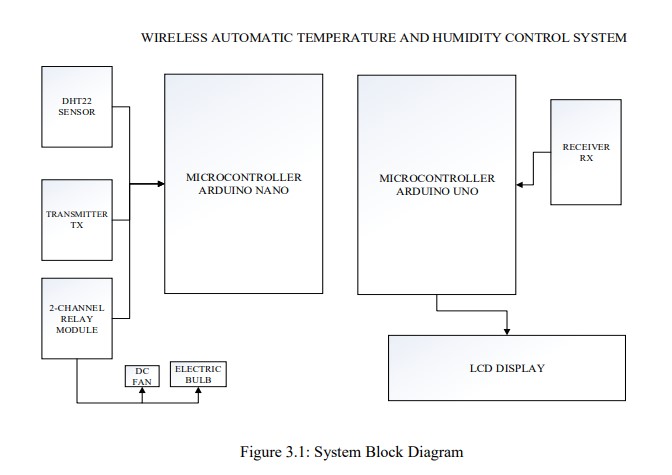 WIRELESS AUTOMATIC TEMPERATURE AND HUMIDITY CONTROL SYSTEM
DHT22
SENSOR
TRANSMITTER
TX
2-CHANNEL
RELAY
MODULE
DC
FAN
ELECTRIC
BULB
MICROCONTROLLER
ARDUINO NANO
MICROCONTROLLER
ARDUINO UNO
RECEIVER
RX
LCD DISPLAY
Figure 3.1: System Block Diagram